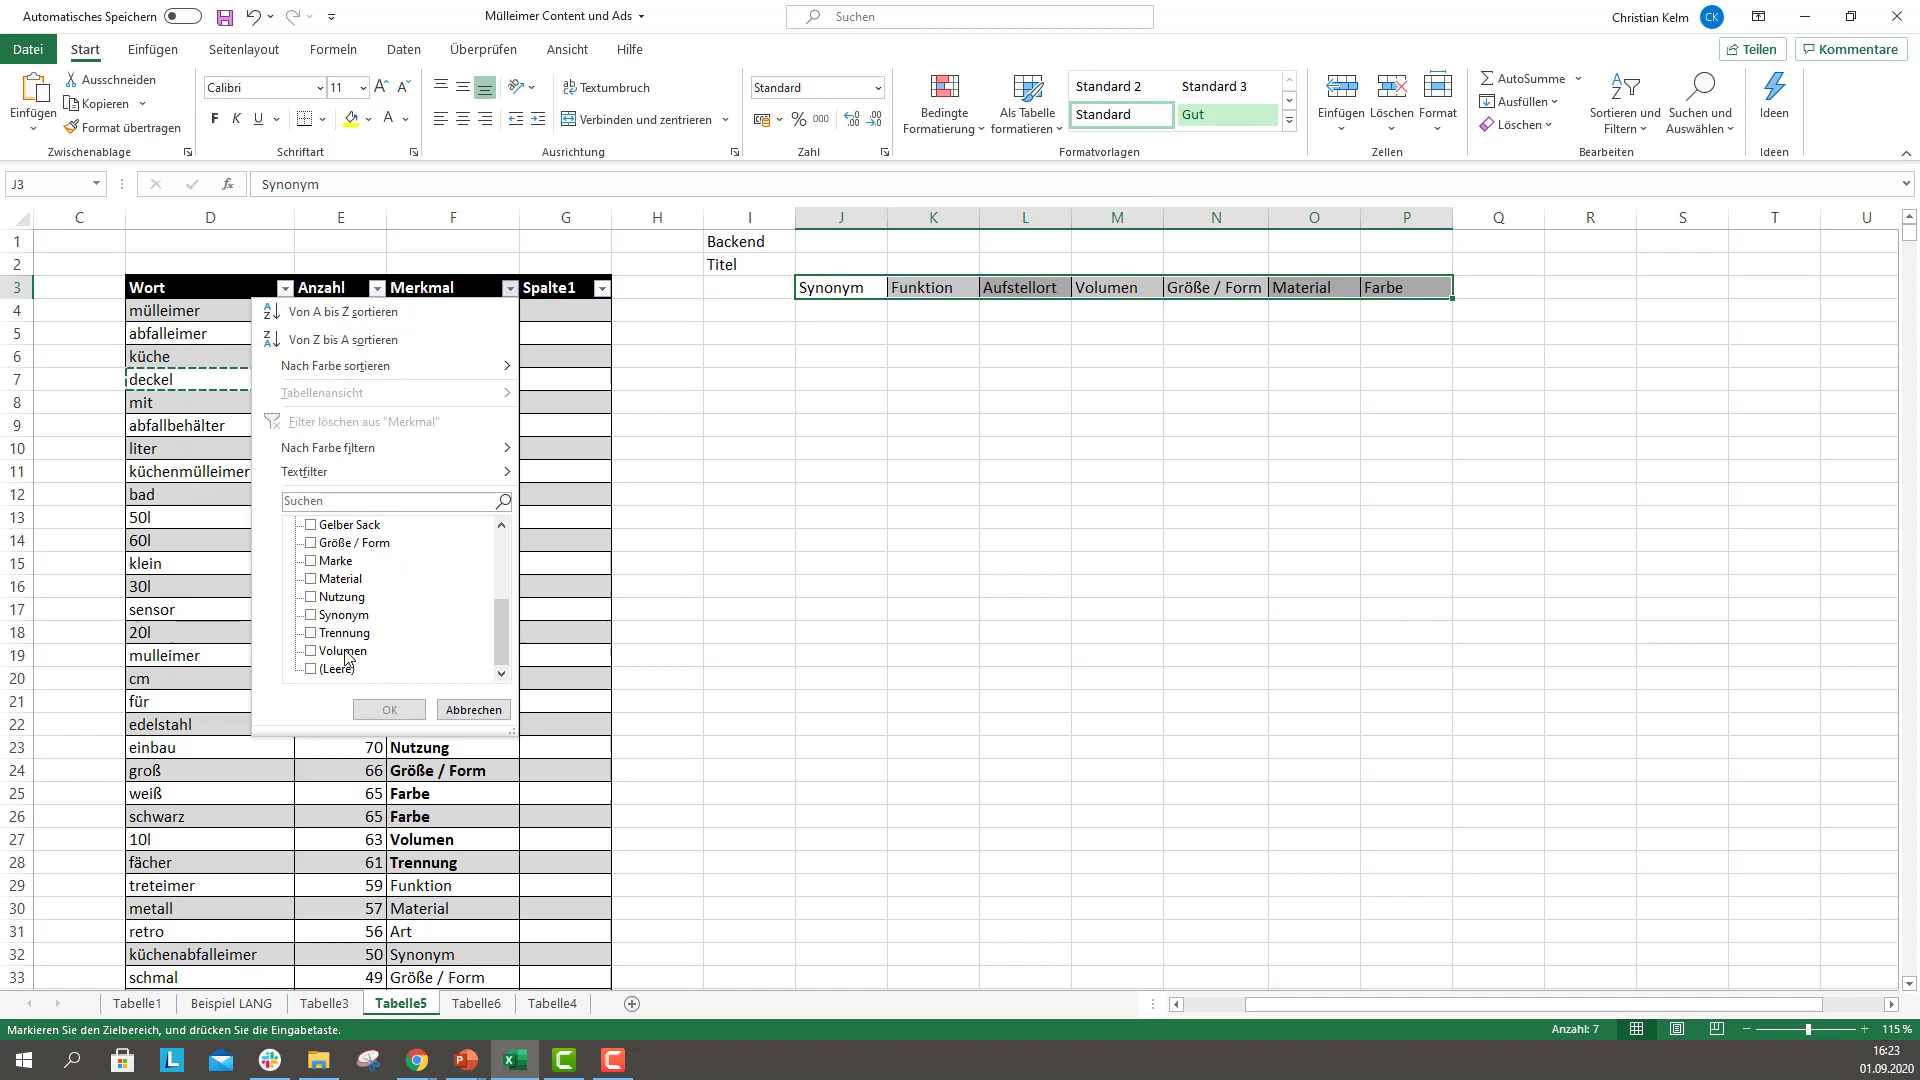 Automatisches Speichern
Mülleimer Content und Ads
Suchen
Christian Kelm
CK
Datei
Start
Einfügen
Seitenlayout
Formeln
Daten
Überprüfen
Ansicht
Hilfe
Teilen
Kommentare
Einfügen
Ausschneiden
Kopieren
Format übertragen
Zwischenablage
Calibri
11
F K U
Schriftart
Textumbruch
Verbinden und zentrieren
Ausrichtung
Standard
% 000
Zahl
Bedingte
Formatierung
Als Tabelle
formatieren
Standard 2
Standard 3
Standard
Gut
Formatvorlagen
Einfügen
Löschen
Format
Zellen
AutoSumme
Ausfüllen
Löschen
Sortieren und
Filtern
Suchen und
Auswählen
Bearbeiten
Ideen
Ideen
J3
fx
Synonym
C D E F G H I J K L M N O P Q R S T U
1 Backend
2 Titel
3 Wort Anzahl Merkmal Spalte1 Synonym Funktion Aufstellort Volumen Größe / Form Material Farbe
4 mülleimer
5 abfalleimer
6 küche
7 deckel
8 mit
9 abfallbehälter
10 liter
11 küchenmülleimer
12 bad
13 50l
14 60l
15 klein
16 30l
17 sensor
18 20l
19 mulleimer
20 cm
21 für
22 edelstahl
23 einbau 70 Nutzung
24 groß 66 Größe / Form
25 weiß 65 Farbe
26 schwarz 65 Farbe
27 10l 63 Volumen
28 fächer 61 Trennung
29 treteimer 59 Funktion
30 metall 57 Material
31 retro 56 Art
32 küchenabfalleimer 50 Synonym
33 schmal 49 Größe / Form
Von A bis Z sortieren
Von Z bis A sortieren
Nach Farbe sortieren
Tabellenansicht
Filter löschen aus "Merkmal"
Nach Farbe filtern
Textfilter
Suchen
Gelber Sack
Größe / Form
Marke
Material
Nutzung
Synonym
Trennung
Volumen
(Leere)
OK
Abbrechen
Tabelle1
Beispiel LANG
Tabelle3
Tabelle5
Tabelle6
Tabelle4
Markieren Sie den Zielbereich, und drücken Sie die Eingabetaste.
Anzahl: 7
115 %
16:23
01.09.2020